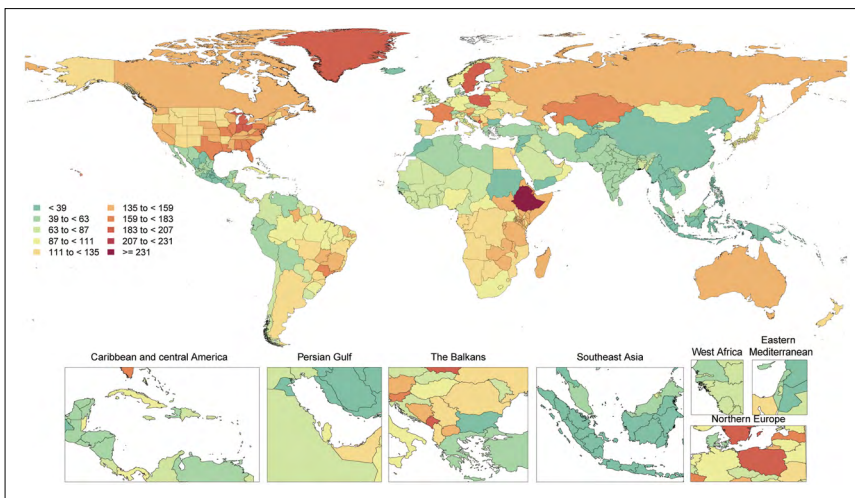 < 39
39 to < 63
63 to < 87
87 to < 111
111 to < 135
135 to < 159
159 to < 183
183 to < 207
207 to < 231
>= 231
Caribbean and central America
Persian Gulf
The Balkans
Southeast Asia
West Africa
Eastern
Mediterranean
Northern Europe